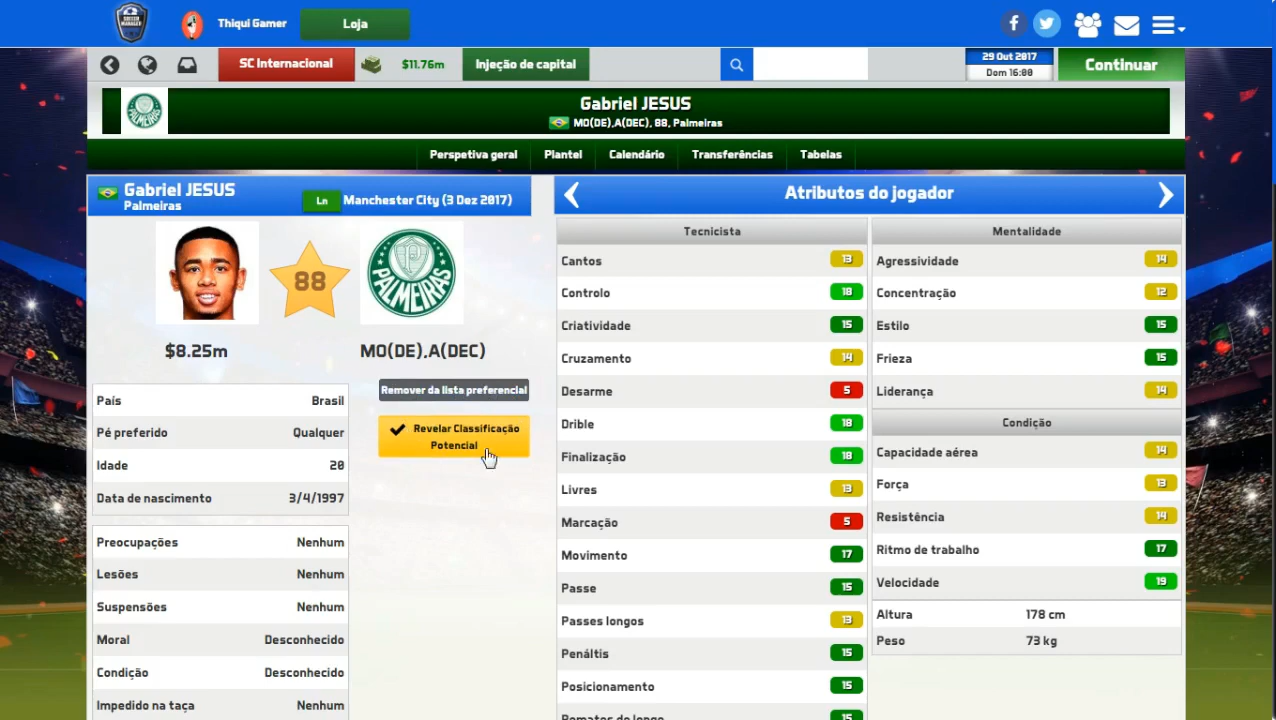 Thiqui Gamer
Loja
SC Internacional
$11.76m
Injeção de capital
29 Out 2017
Dom 16:00
Continuar
Gabriel JESUS
MO(DE),A(DEC), 88, Palmeiras
Perspetiva geral
Plantel
Calendário
Transferências
Tabelas
Gabriel JESUS
Palmeiras
Ln
Manchester City (3 Dez 2017)
88
PALMEIRAS
$8.25m
MO(DE),A(DEC)
Remover da lista preferencial
Revelar Classificação
Potencial
País Brasil
Pé preferido Qualquer
Idade 20
Data de nascimento 3/4/1997
Preocupações Nenhum
Lesões Nenhum
Suspensões Nenhum
Moral Desconhecido
Condição Desconhecido
Impedido na taça Nenhum
Atributos do jogador
Tecnicista
Cantos 13
Controlo 18
Criatividade 15
Cruzamento 14
Desarme 5
Drible 18
Finalização 18
Livres 13
Marcação 5
Movimento 17
Passe 15
Passes longos 13
Penáltis 15
Posicionamento 15
Remates de longe 15
Mentalidade
Agressividade 14
Concentração 12
Estilo 15
Frieza 15
Liderança 14
Condição
Capacidade aérea 14
Força 13
Resistência 14
Ritmo de trabalho 17
Velocidade 19
Altura 178 cm
Peso 73 kg